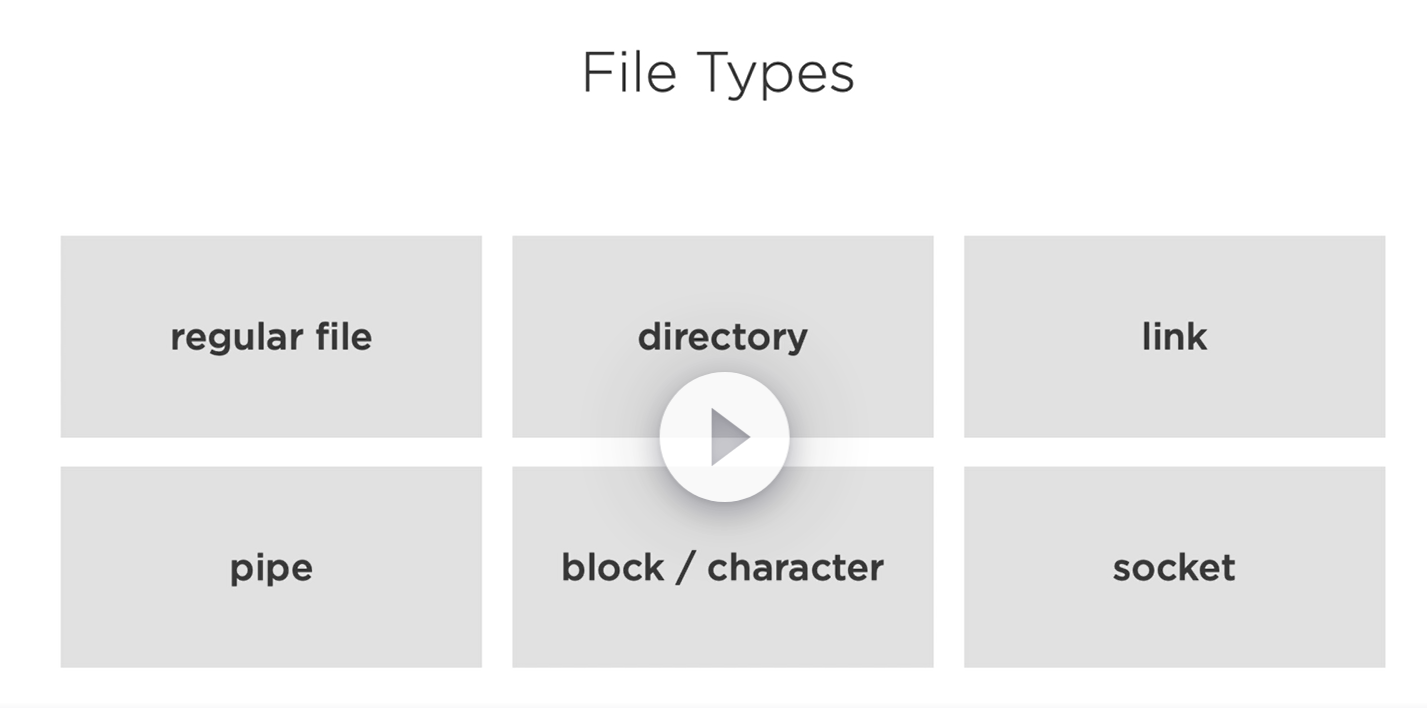 File Types
regular file
directory
link
pipe
block / character
socket